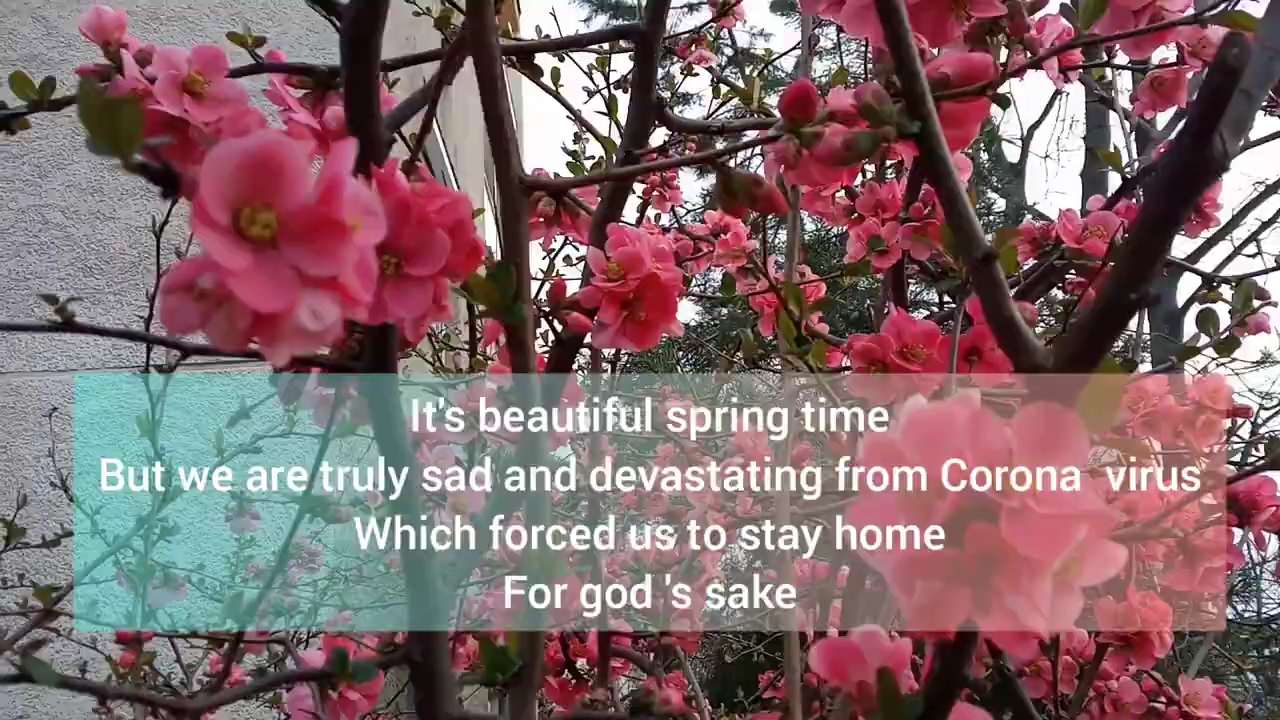 It's beautiful spring time
But we are truly sad and devastating from Corona  virus
Which forced us to stay home
For god 's sake